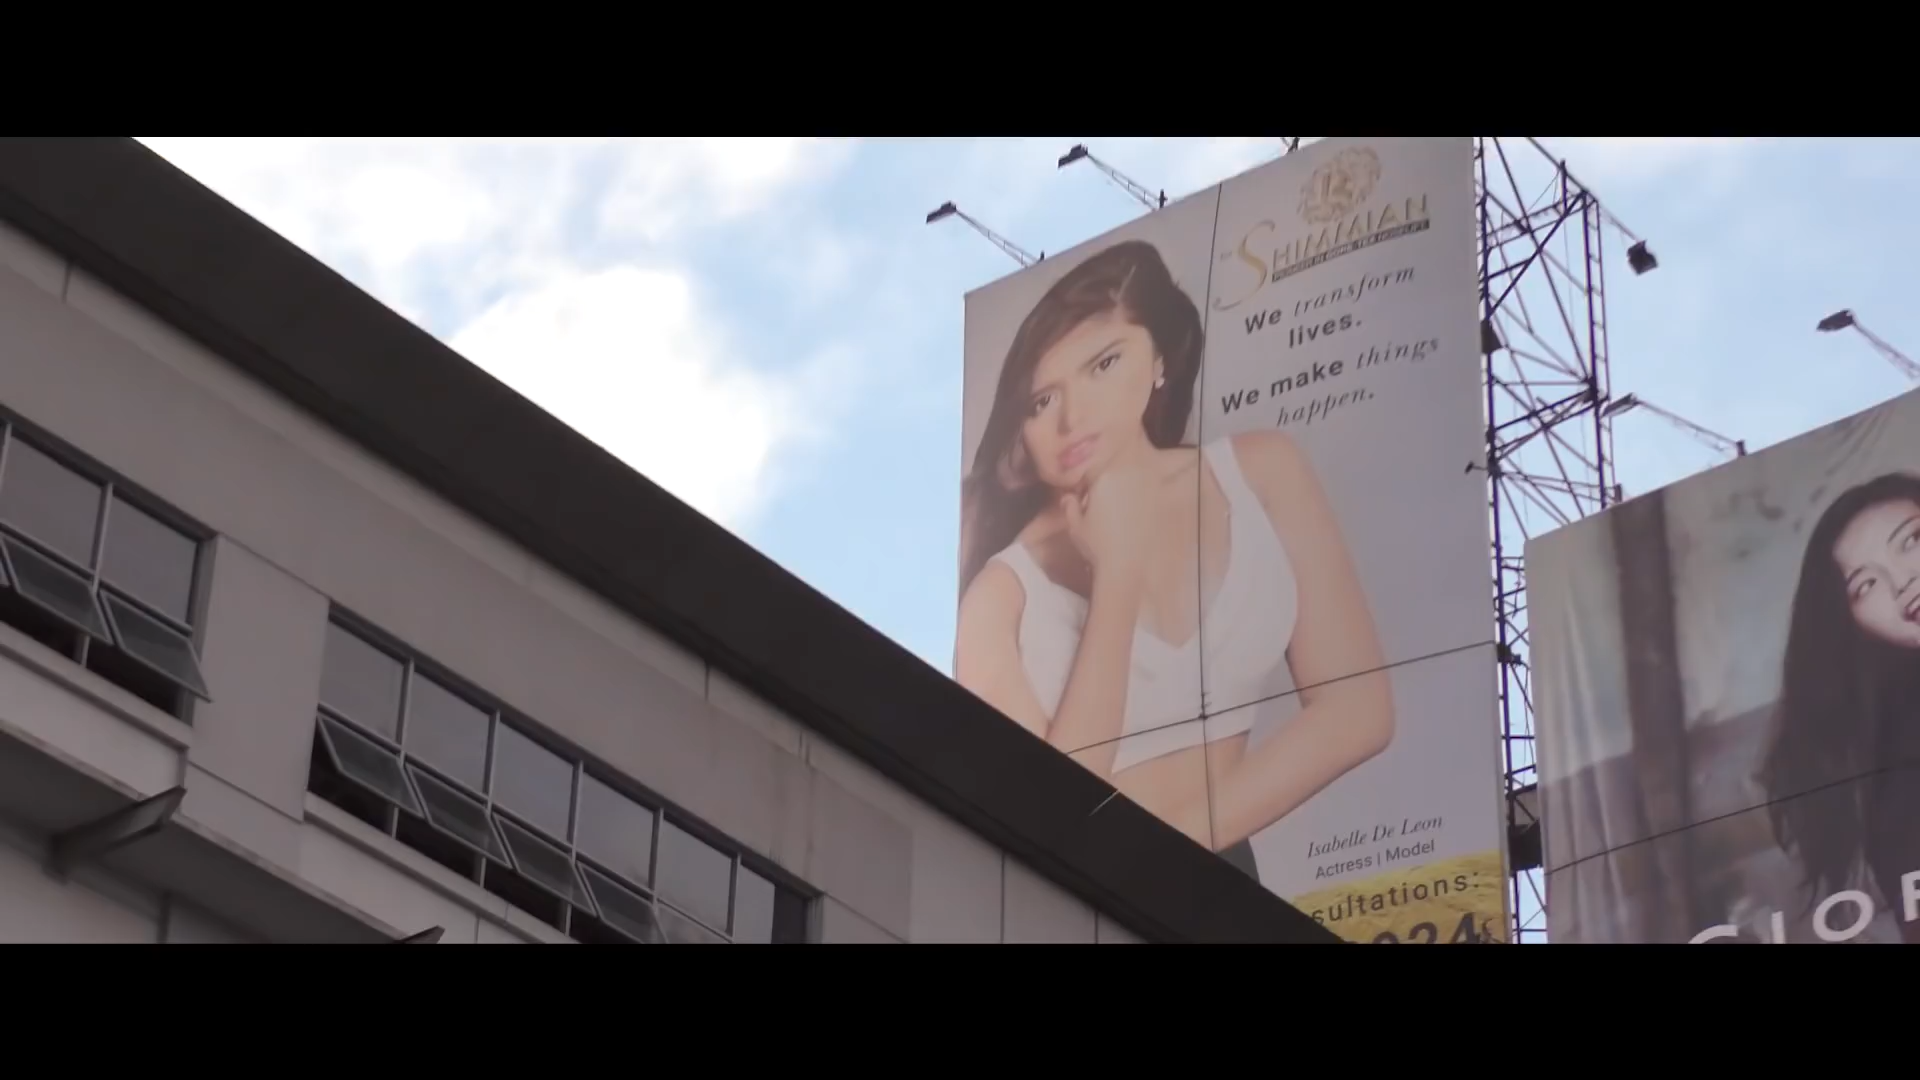 SHIMMIAN
We transform
lives.
We make things
happen.
Isabelle De Leon
Actress | Model
sultations: